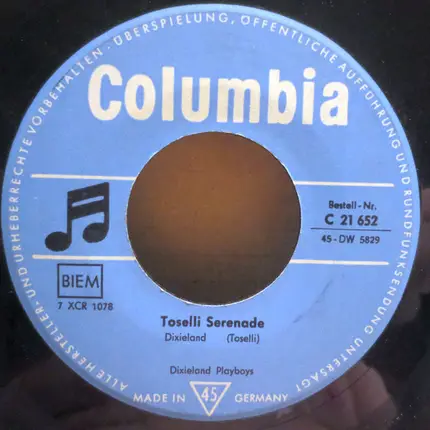 ALLE HERSTELLER- UND URHEBERRECHTE VORBEHALTEN - ÜBERSPIELUNG, ÖFFENTLICHE AUFFÜHRUNG UND RUNDFUNKSENDUNG UNTERSAGT
Columbia
Bestell-Nr.
C 21 652
45-DW 5829
BIEM
7 XCR 1078
Toselli Serenade
Dixieland (Toselli)
Dixieland Playboys
MADE IN 45 GERMANY